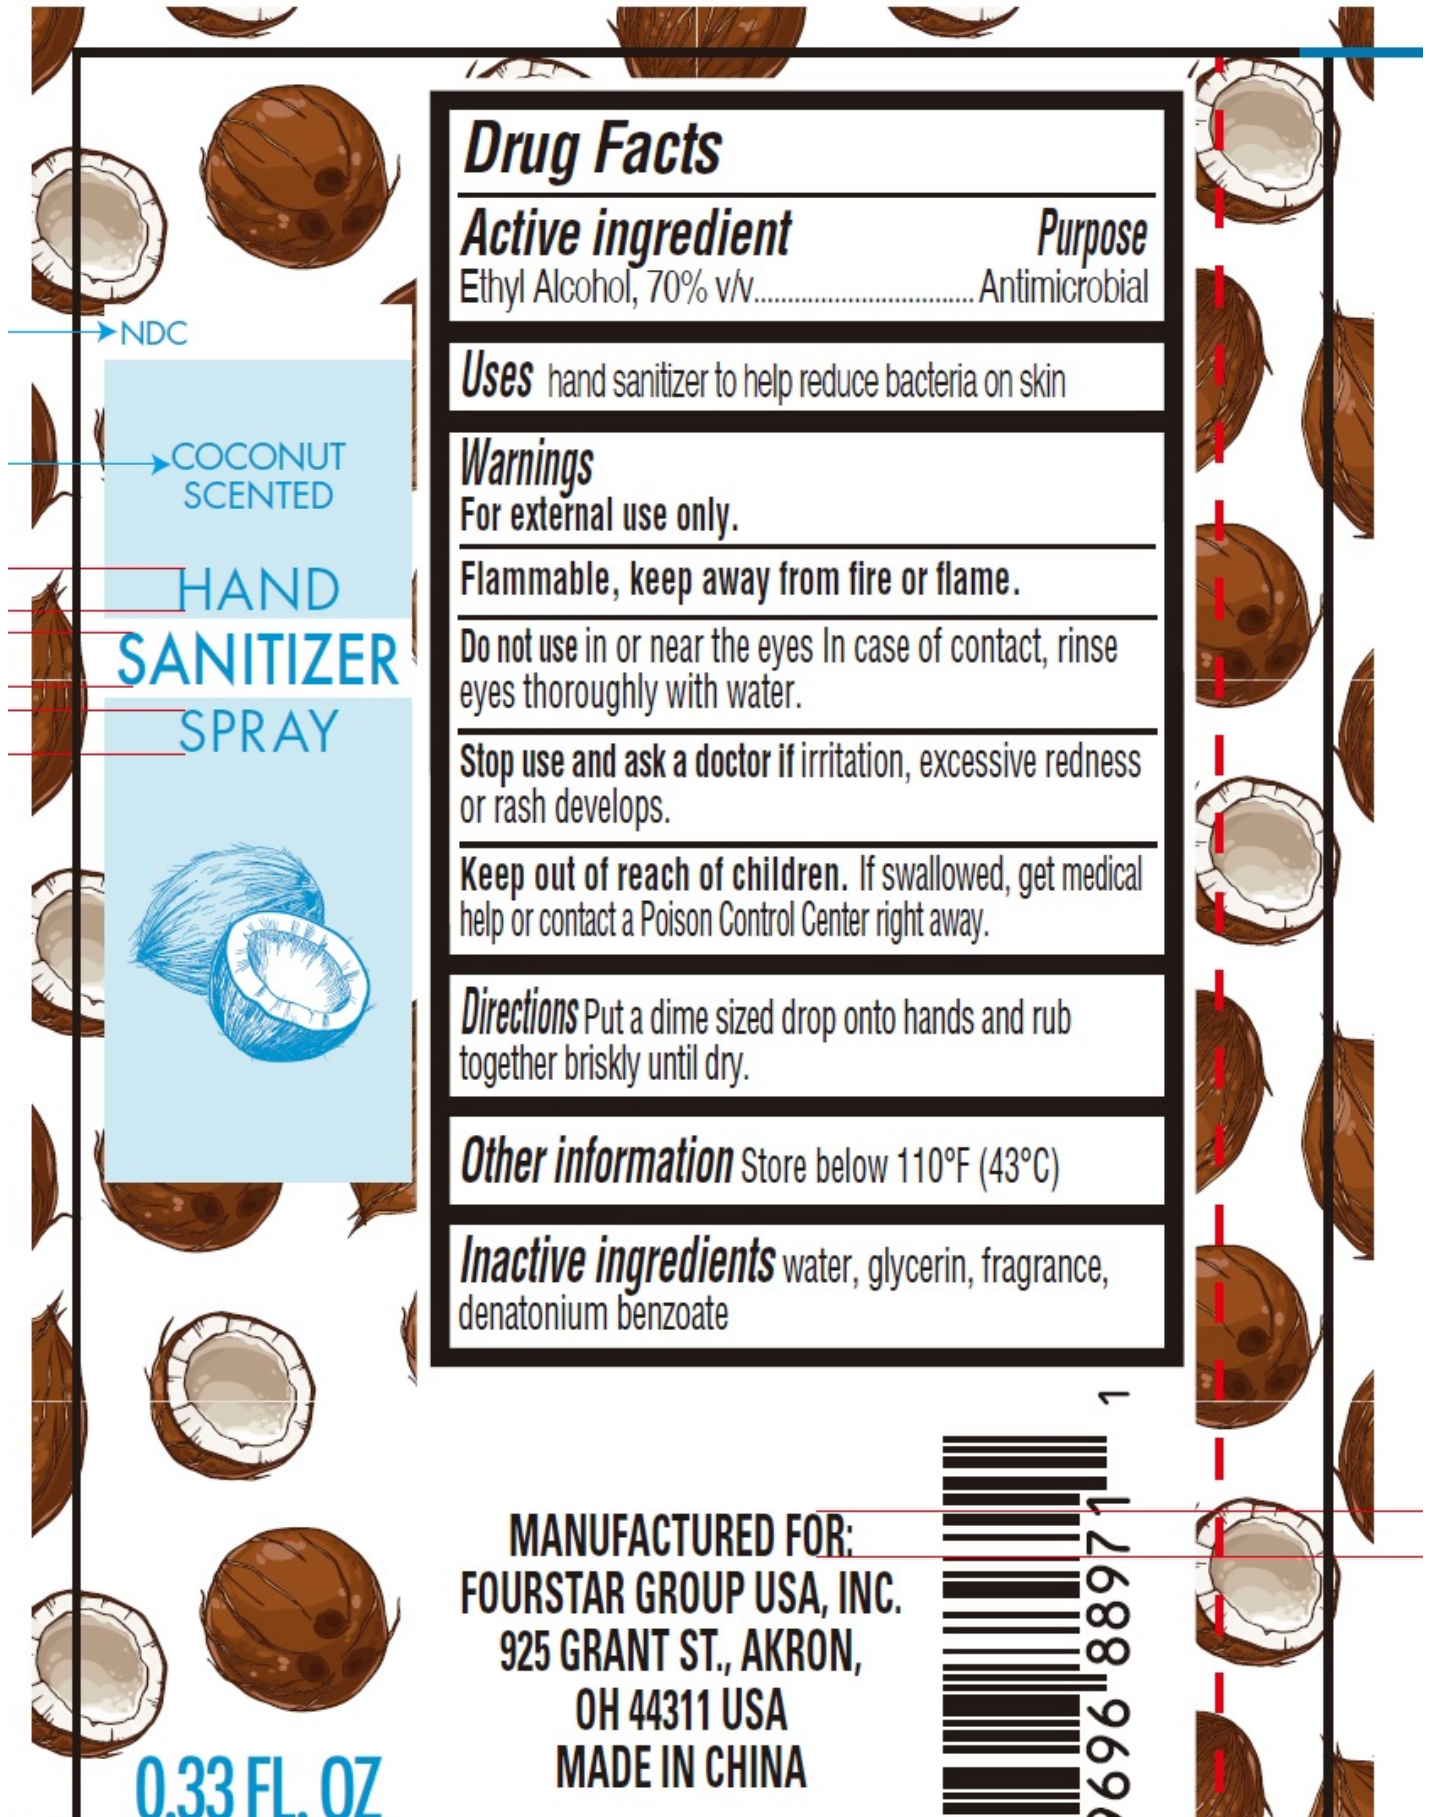 NDC
COCONUT
SCENTED
HAND
SANITIZER
SPRAY
0.33 FL. OZ
Drug Facts
Active ingredient Purpose
Ethyl Alcohol, 70% v/v................................. Antimicrobial
Uses hand sanitizer to help reduce bacteria on skin
Warnings
For external use only.
Flammable, keep away from fire or flame.
Do not use in or near the eyes In case of contact, rinse
eyes thoroughly with water.
Stop use and ask a doctor if irritation, excessive redness
or rash develops.
Keep out of reach of children. If swallowed, get medical
help or contact a Poison Control Center right away.
Directions Put a dime sized drop onto hands and rub
together briskly until dry.
Other information Store below 110°F (43°C)
Inactive ingredients water, glycerin, fragrance,
denatonium benzoate
MANUFACTURED FOR:
FOURSTAR GROUP USA, INC.
925 GRANT ST., AKRON,
OH 44311 USA
MADE IN CHINA
9696 88971 1